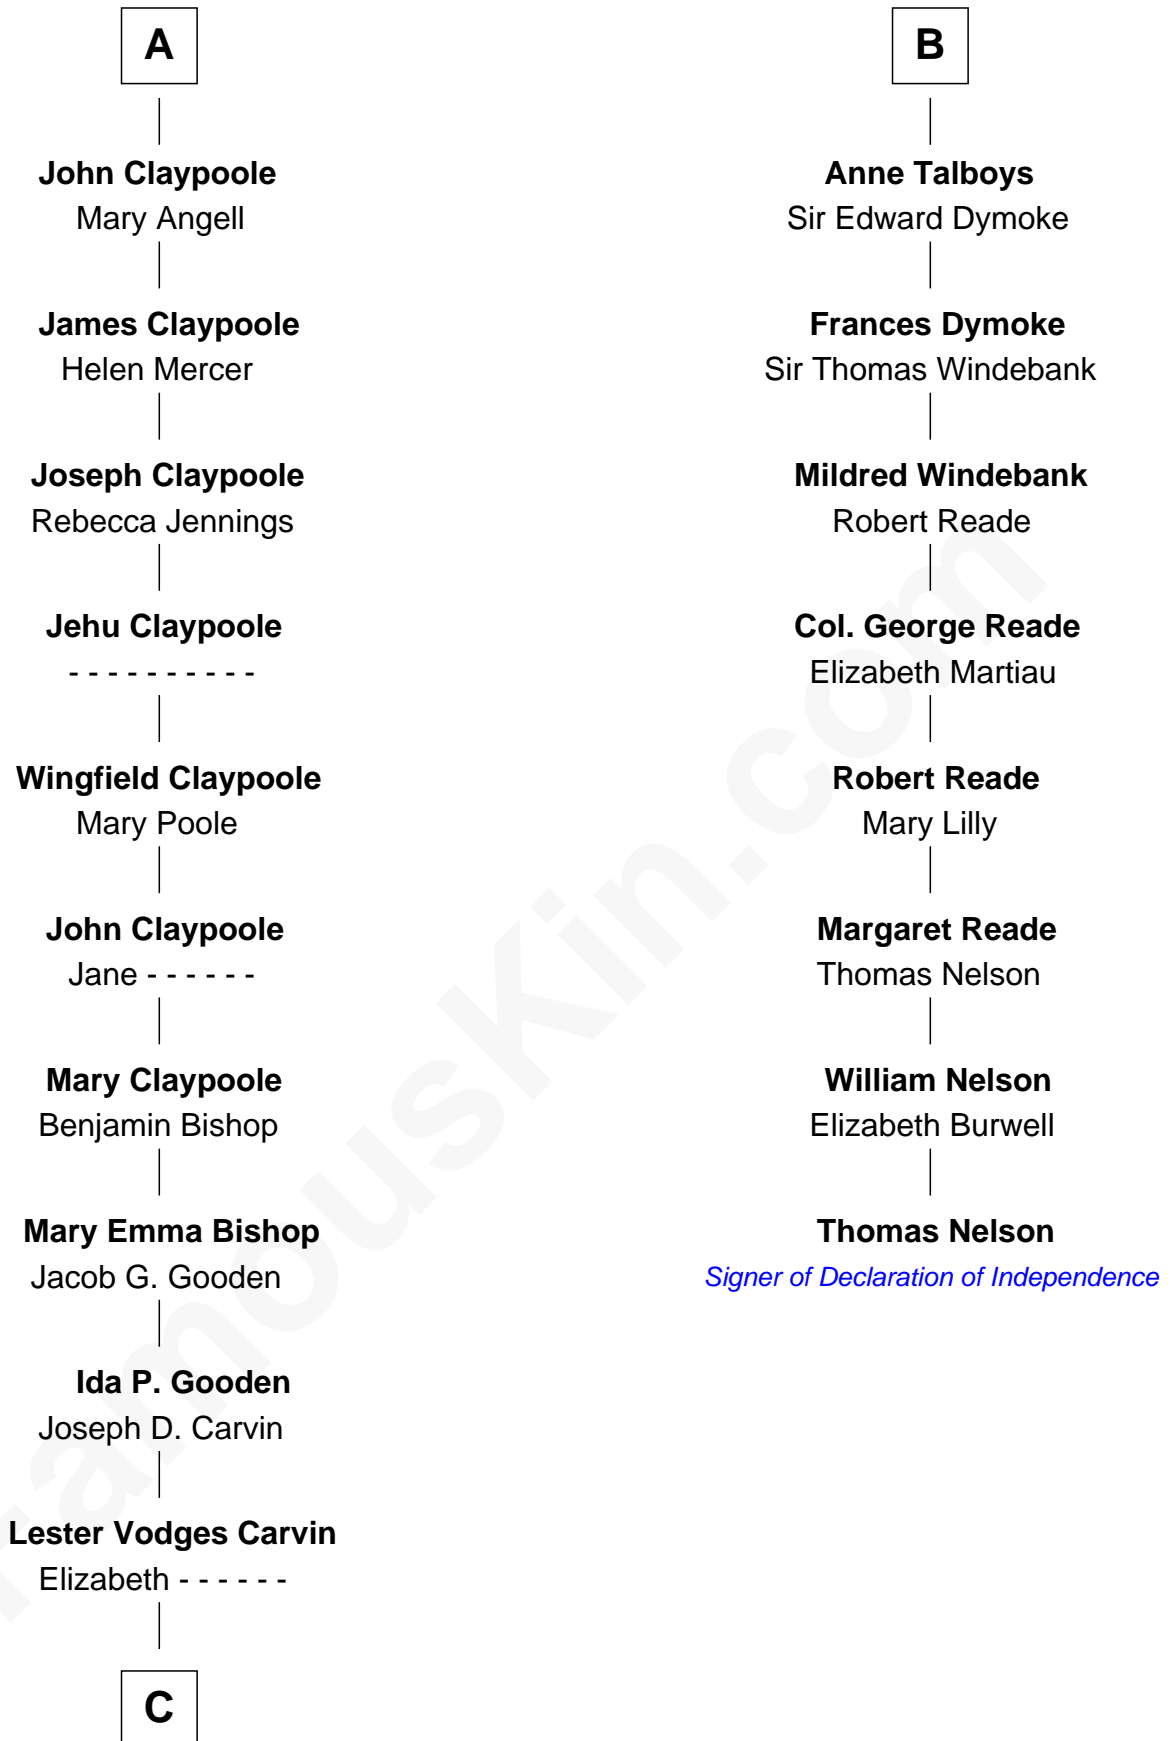 A
John Claypoole
Mary Angell
James Claypoole
Helen Mercer
Joseph Claypoole
Rebecca Jennings
Jehu Claypoole
- - - - - - - - - -
Wingfield Claypoole
Mary Poole
John Claypoole
Jane - - - - - -
Mary Claypoole
Benjamin Bishop
Mary Emma Bishop
Jacob G. Gooden
Ida P. Gooden
Joseph D. Carvin
Lester Vodges Carvin
Elizabeth - - - - - -
C
B
Anne Talboys
Sir Edward Dymoke
Frances Dymoke
Sir Thomas Windebank
Mildred Windebank
Robert Reade
Col. George Reade
Elizabeth Martiau
Robert Reade
Mary Lilly
Margaret Reade
Thomas Nelson
William Nelson
Elizabeth Burwell
Thomas Nelson
Signer of Declaration of Independence
FamousKin.com